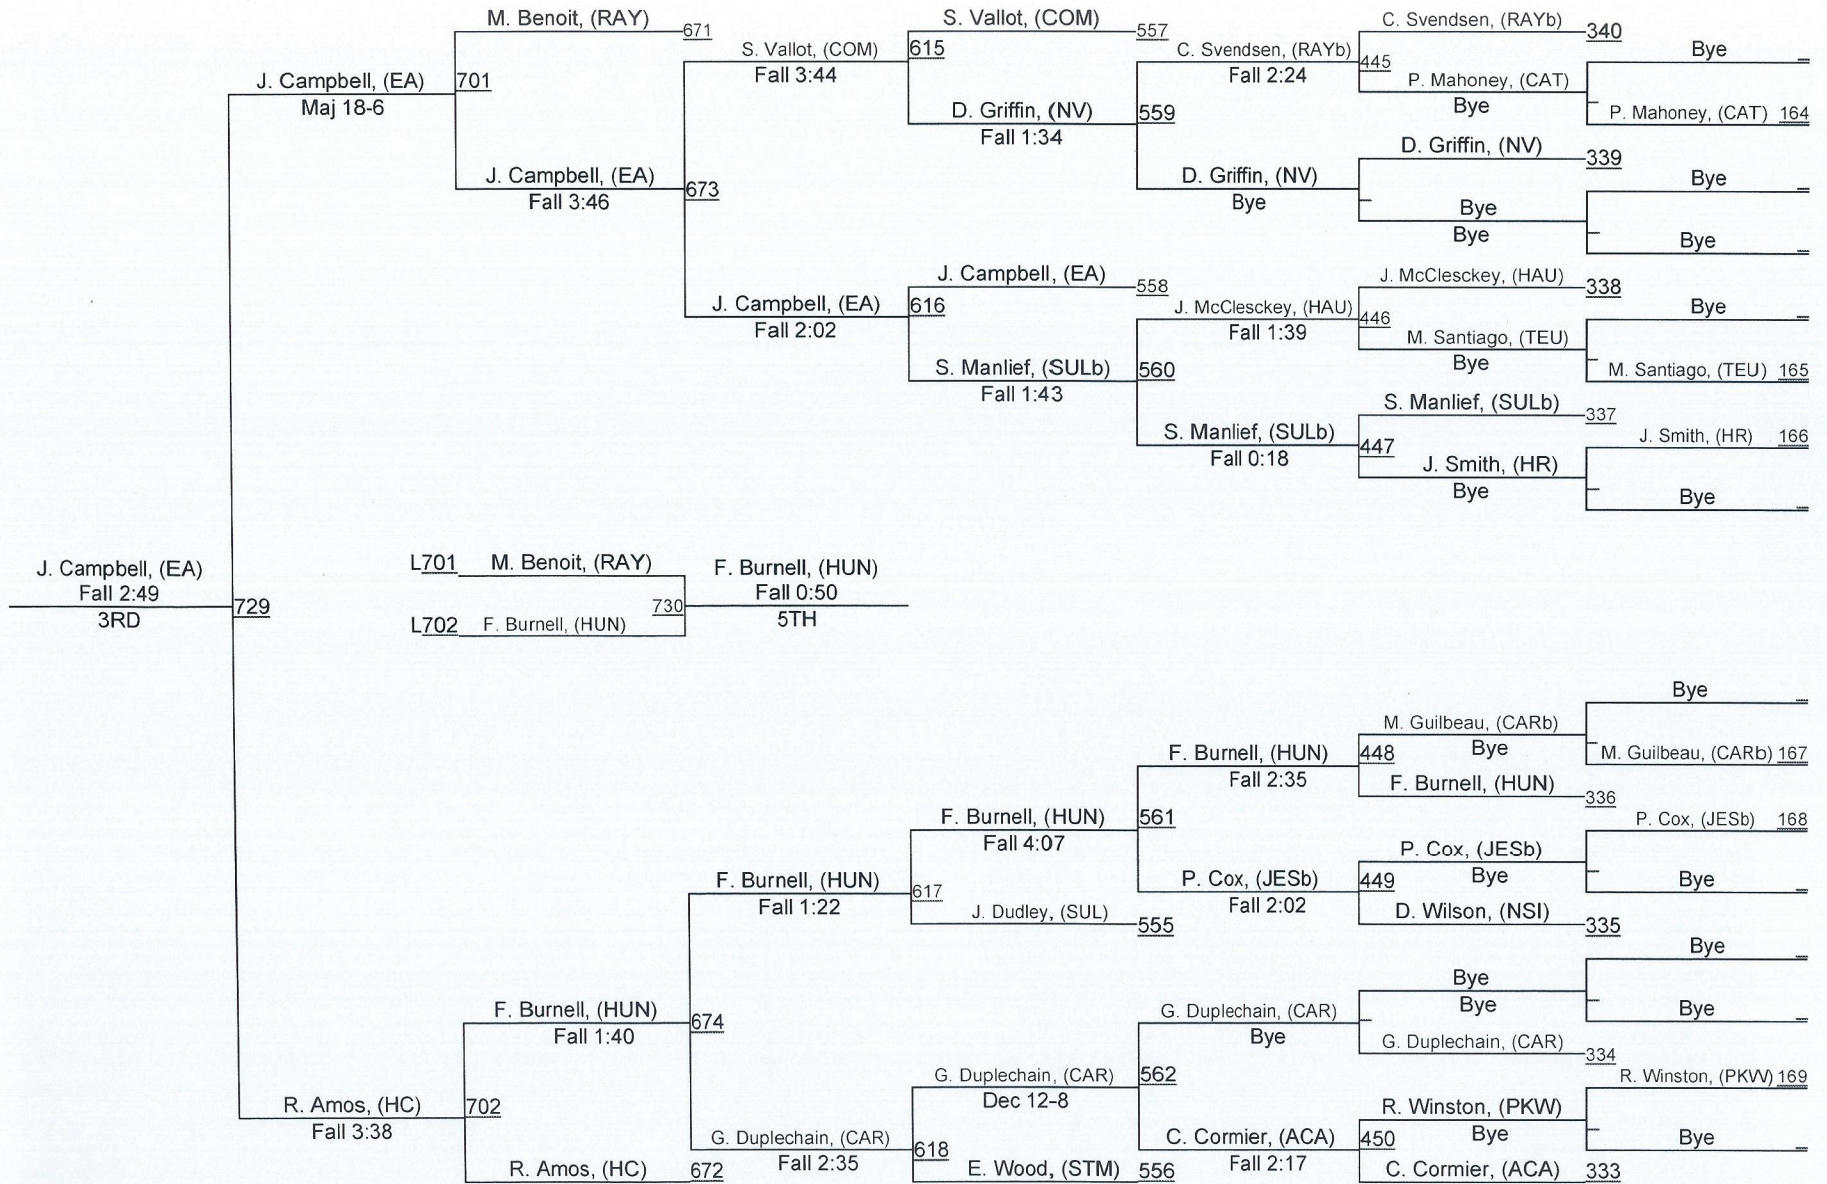 M. Benoit, (RAY)
671
S. Vallot, (COM)
557
C. Svendsen, (RAYb)
340
Bye
S. Vallot, (COM)
615
Fall 3:44
C. Svendsen, (RAYb)
445
Fall 2:24
P. Mahoney, (CAT)
Bye
P. Mahoney, (CAT) 164
J. Campbell, (EA)
701
Maj 18-6
D. Griffin, (NV)
559
Fall 1:34
D. Griffin, (NV)
339
Bye
J. Campbell, (EA)
673
Fall 3:46
D. Griffin, (NV)
Bye
Bye
Bye
Bye
J. Campbell, (EA)
558
J. McClesckey, (HAU)
338
Bye
J. Campbell, (EA)
616
Fall 2:02
J. McClesckey, (HAU)
446
Fall 1:39
M. Santiago, (TEU)
Bye
M. Santiago, (TEU) 165
S. Manlief, (SULb)
560
Fall 1:43
S. Manlief, (SULb)
337
J. Smith, (HR) 166
S. Manlief, (SULb)
447
Fall 0:18
J. Smith, (HR)
Bye
Bye
J. Campbell, (EA)
Fall 2:49
729
3RD
L701 M. Benoit, (RAY)
F. Burnell, (HUN)
Fall 0:50
730
5TH
L702 F. Burnell, (HUN)
Bye
M. Guilbeau, (CARb)
Bye
M. Guilbeau, (CARb) 167
F. Burnell, (HUN)
448
Fall 2:35
F. Burnell, (HUN)
336
F. Burnell, (HUN)
561
Fall 4:07
P. Cox, (JESb) 168
P. Cox, (JESb)
Bye
Bye
F. Burnell, (HUN)
617
Fall 1:22
P. Cox, (JESb)
449
Fall 2:02
J. Dudley, (SUL)
555
D. Wilson, (NSI)
335
Bye
Bye
Bye
Bye
F. Burnell, (HUN)
674
Fall 1:40
G. Duplechain, (CAR)
Bye
G. Duplechain, (CAR)
334
G. Duplechain, (CAR)
562
Dec 12-8
R. Winston, (PKW) 169
R. Amos, (HC)
702
Fall 3:38
R. Winston, (PKW)
Bye
Bye
G. Duplechain, (CAR)
618
Fall 2:35
C. Cormier, (ACA)
450
Fall 2:17
R. Amos, (HC)
672
E. Wood, (STM)
556
C. Cormier, (ACA)
333